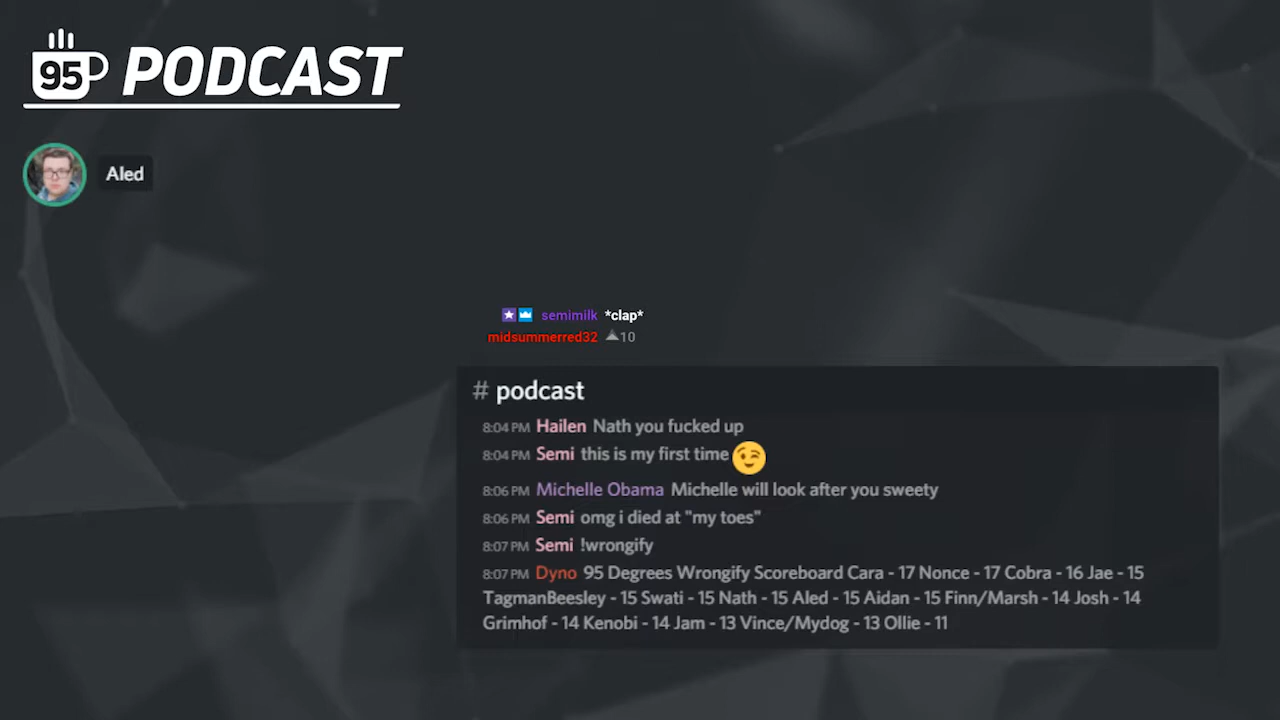 95 PODCAST
Aled
semimilk *clap*
midsummerred32 10
# podcast
8:04 PM Hailen Nath you fucked up
8:04 PM Semi this is my first time 😉
8:06 PM Michelle Obama Michelle will look after you sweety
8:06 PM Semi omg i died at "my toes"
8:07 PM Semi !wrongify
8:07 PM Dyno 95 Degrees Wrongify Scoreboard Cara - 17 Nonce - 17 Cobra - 16 Jae - 15
TagmanBeesley - 15 Swati - 15 Nath - 15 Aled - 15 Aidan - 15 Finn/Marsh - 14 Josh - 14
Grimhof - 14 Kenobi - 14 Jam - 13 Vince/Mydog - 13 Ollie - 11